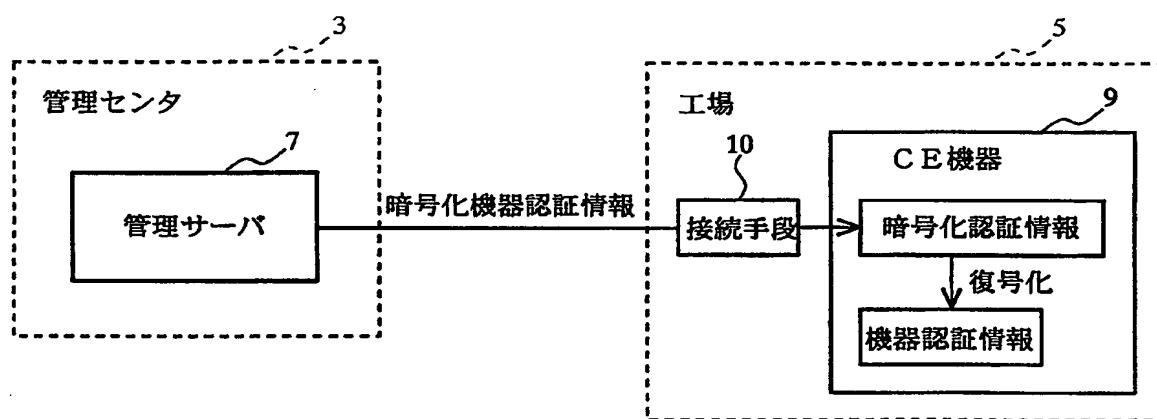 3
管理センタ
7
管理サーバ
暗号化機器認証情報
5
工場
10
接続手段
9
ＣＥ機器
暗号化認証情報
復号化
機器認証情報